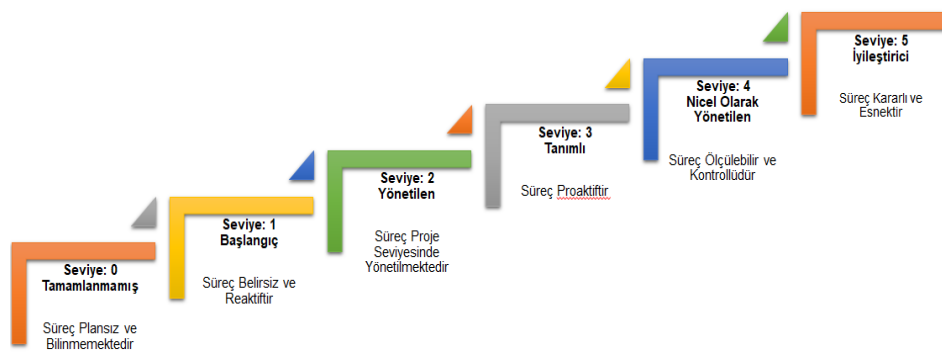 Seviye: 0
Tamamlanmamış
Süreç Plansız ve
Bilinmemektedir
Seviye: 1
Başlangıç
Süreç Belirsiz ve
Reaktiftir
Seviye: 2
Yönetilen
Süreç Proje
Seviyesinde
Yönetilmektedir
Seviye: 3
Tanımlı
Süreç Proaktiftir
Seviye: 4
Nicel Olarak
Yönetilen
Süreç Ölçülebilir ve
Kontrollüdür
Seviye: 5
İyileştirici
Süreç Kararlı ve
Esnektir